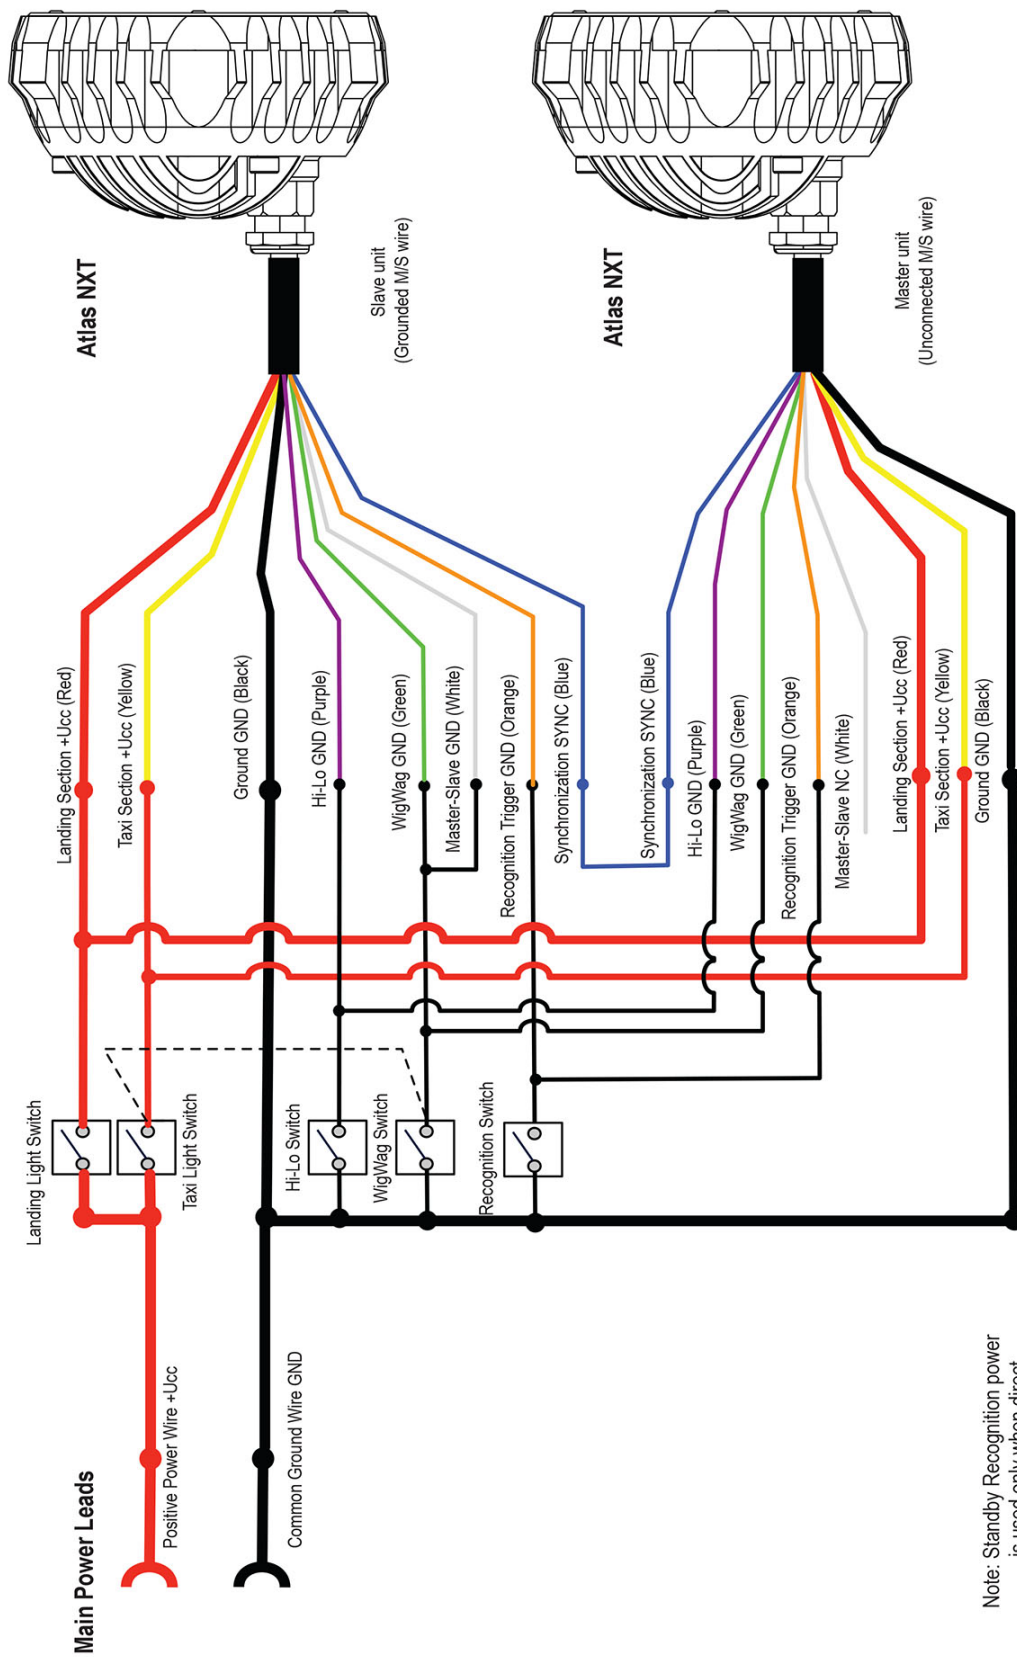 Main Power Leads
Positive Power Wire +Ucc
Common Ground Wire GND
Landing Light Switch
Taxi Light Switch
Hi-Lo Switch
WigWag Switch
Recognition Switch
Landing Section +Ucc (Red)
Taxi Section +Ucc (Yellow)
Ground GND (Black)
Hi-Lo GND (Purple)
WigWag GND (Green)
Master-Slave GND (White)
Recognition Trigger GND (Orange)
Synchronization SYNC (Blue)
Synchronization SYNC (Blue)
Hi-Lo GND (Purple)
WigWag GND (Green)
Recognition Trigger GND (Orange)
Master-Slave NC (White)
Landing Section +Ucc (Red)
Taxi Section +Ucc (Yellow)
Ground GND (Black)
Atlas NXT
Slave unit
(Grounded M/S wire)
Atlas NXT
Master unit
(Unconnected M/S wire)
Note: Standby Recognition power
is used only when direct